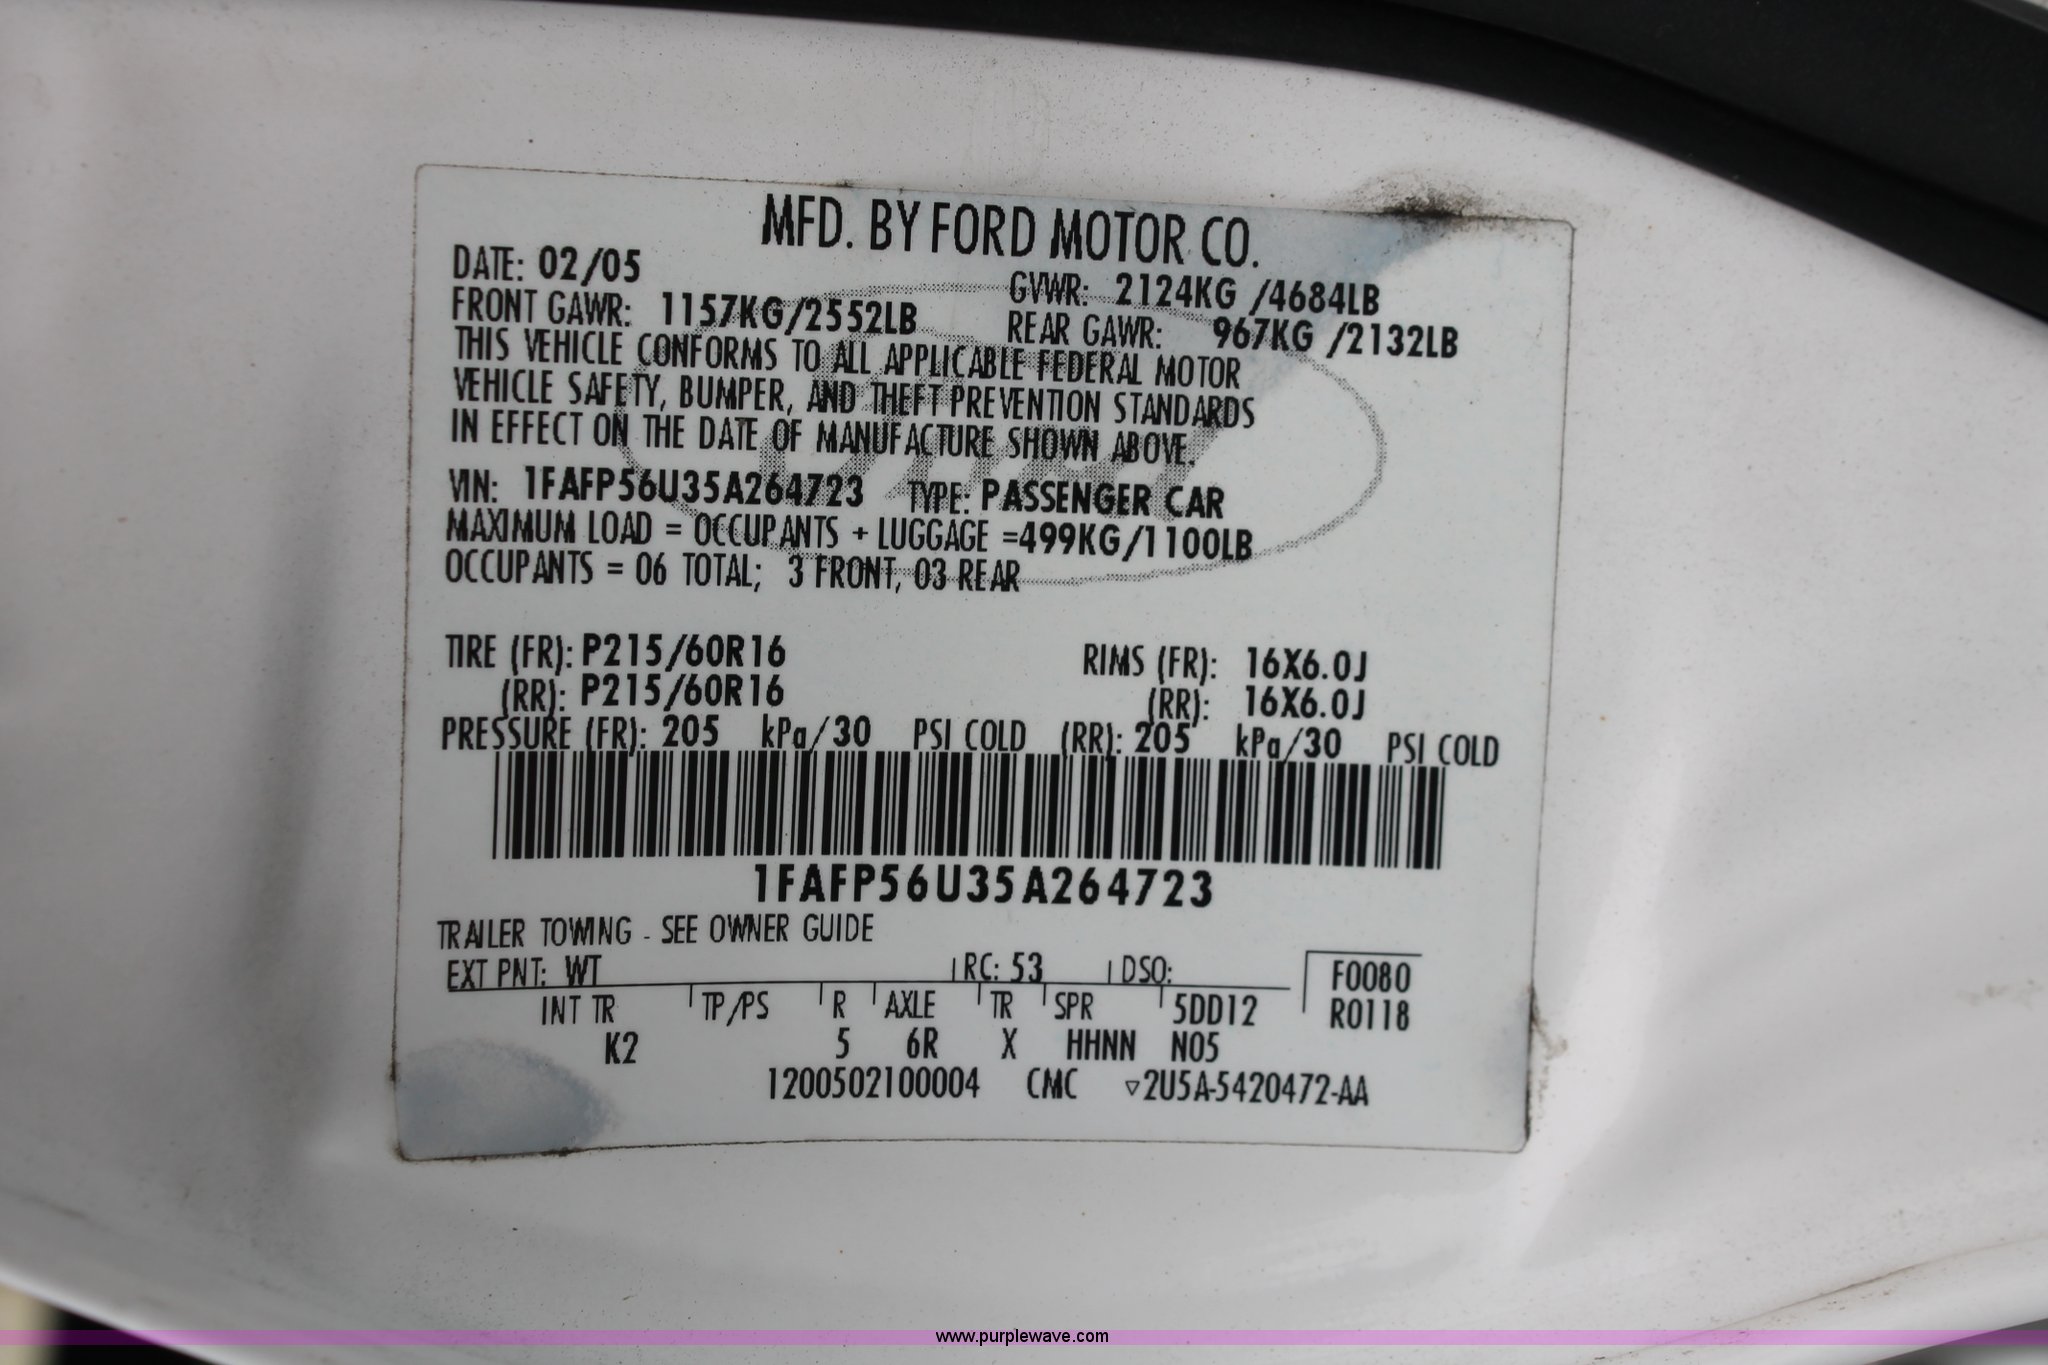 MFD. BY FORD MOTOR CO.
DATE: 02/05
GVWR: 2124KG /4684LB
FRONT GAWR: 1157KG/2552LB
REAR GAWR: 967KG /2132LB
THIS VEHICLE CONFORMS TO ALL APPLICABLE FEDERAL MOTOR
VEHICLE SAFETY, BUMPER, AND THEFT PREVENTION STANDARDS
IN EFFECT ON THE DATE OF MANUFACTURE SHOWN ABOVE.
VIN: 1FAFP56U35A264723 TYPE: PASSENGER CAR
MAXIMUM LOAD = OCCUPANTS + LUGGAGE =499KG/1100LB
OCCUPANTS = 06 TOTAL; 3 FRONT, 03 REAR
TIRE (FR): P215/60R16 RIMS (FR): 16X6.0J
(RR): P215/60R16 (RR): 16X6.0J
PRESSURE (FR): 205 kPa/30 PSI COLD (RR): 205 kPa/30 PSI COLD
1FAFP56U35A264723
TRAILER TOWING - SEE OWNER GUIDE
EXT PNT: WT RC: 53 DSO: F0080
INT TR TP/PS R AXLE TR SPR 5DD12 R0118
K2 5 6R X HHNN N05
1200502100004 CMC ▿2U5A-5420472-AA
www.purplewave.com